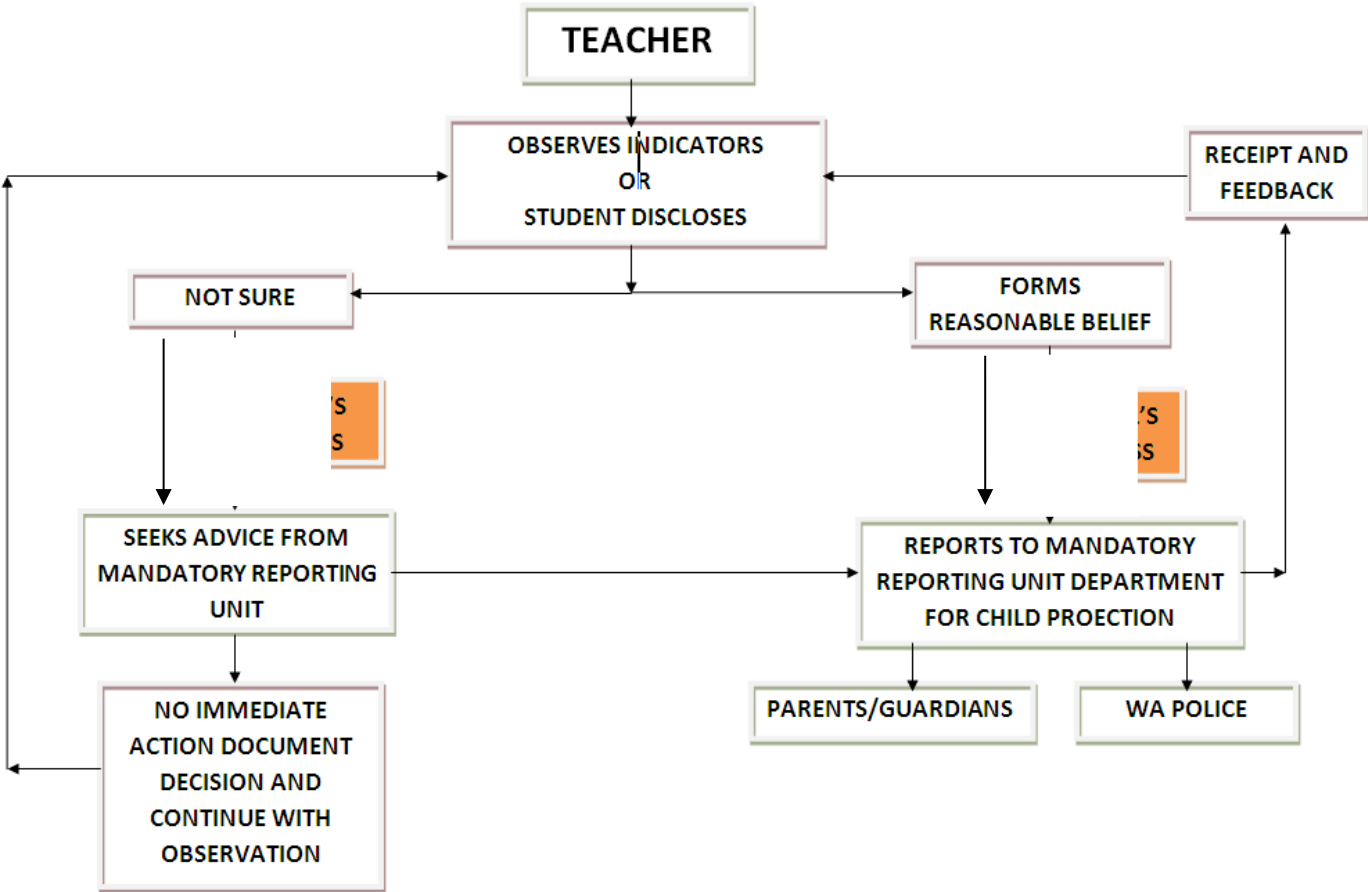 TEACHER
OBSERVES INDICATORS
OR
STUDENT DISCLOSES
RECEIPT AND
FEEDBACK
NOT SURE
FORMS
REASONABLE BELIEF
'S
S
'S
SS
SEEKS ADVICE FROM
MANDATORY REPORTING
UNIT
REPORTS TO MANDATORY
REPORTING UNIT DEPARTMENT
FOR CHILD PROECTION
NO IMMEDIATE
ACTION DOCUMENT
DECISION AND
CONTINUE WITH
OBSERVATION
PARENTS/GUARDIANS
WA POLICE